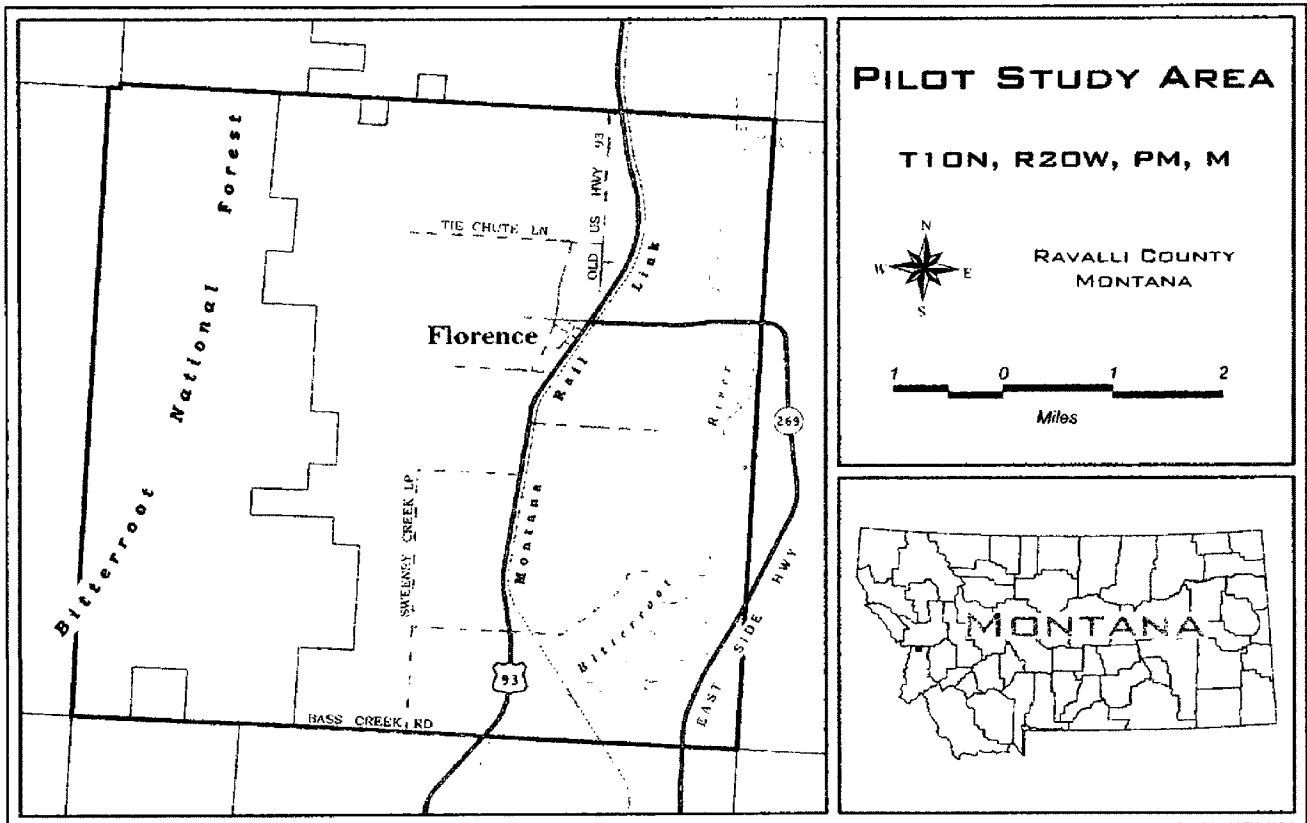 PILOT STUDY AREA
T10N, R20W, PM, M
N
W E
S
RAVALLI COUNTY
MONTANA
1 0 1 2
Miles
Bitterroot National Forest
TIE CHUTE LN
OLD US HWY 93
Montana Rail Link
Florence
River
269
SWEENEY CREEK LP
Bitterroot
EAST SIDE HWY
93
BASS CREEK RD
MONTANA